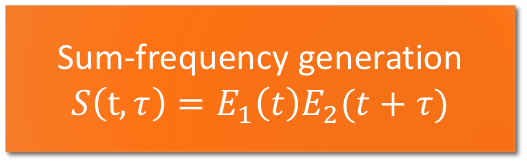 Sum-frequency generation
S(t, τ) = E₁(t)E₂(t + τ)